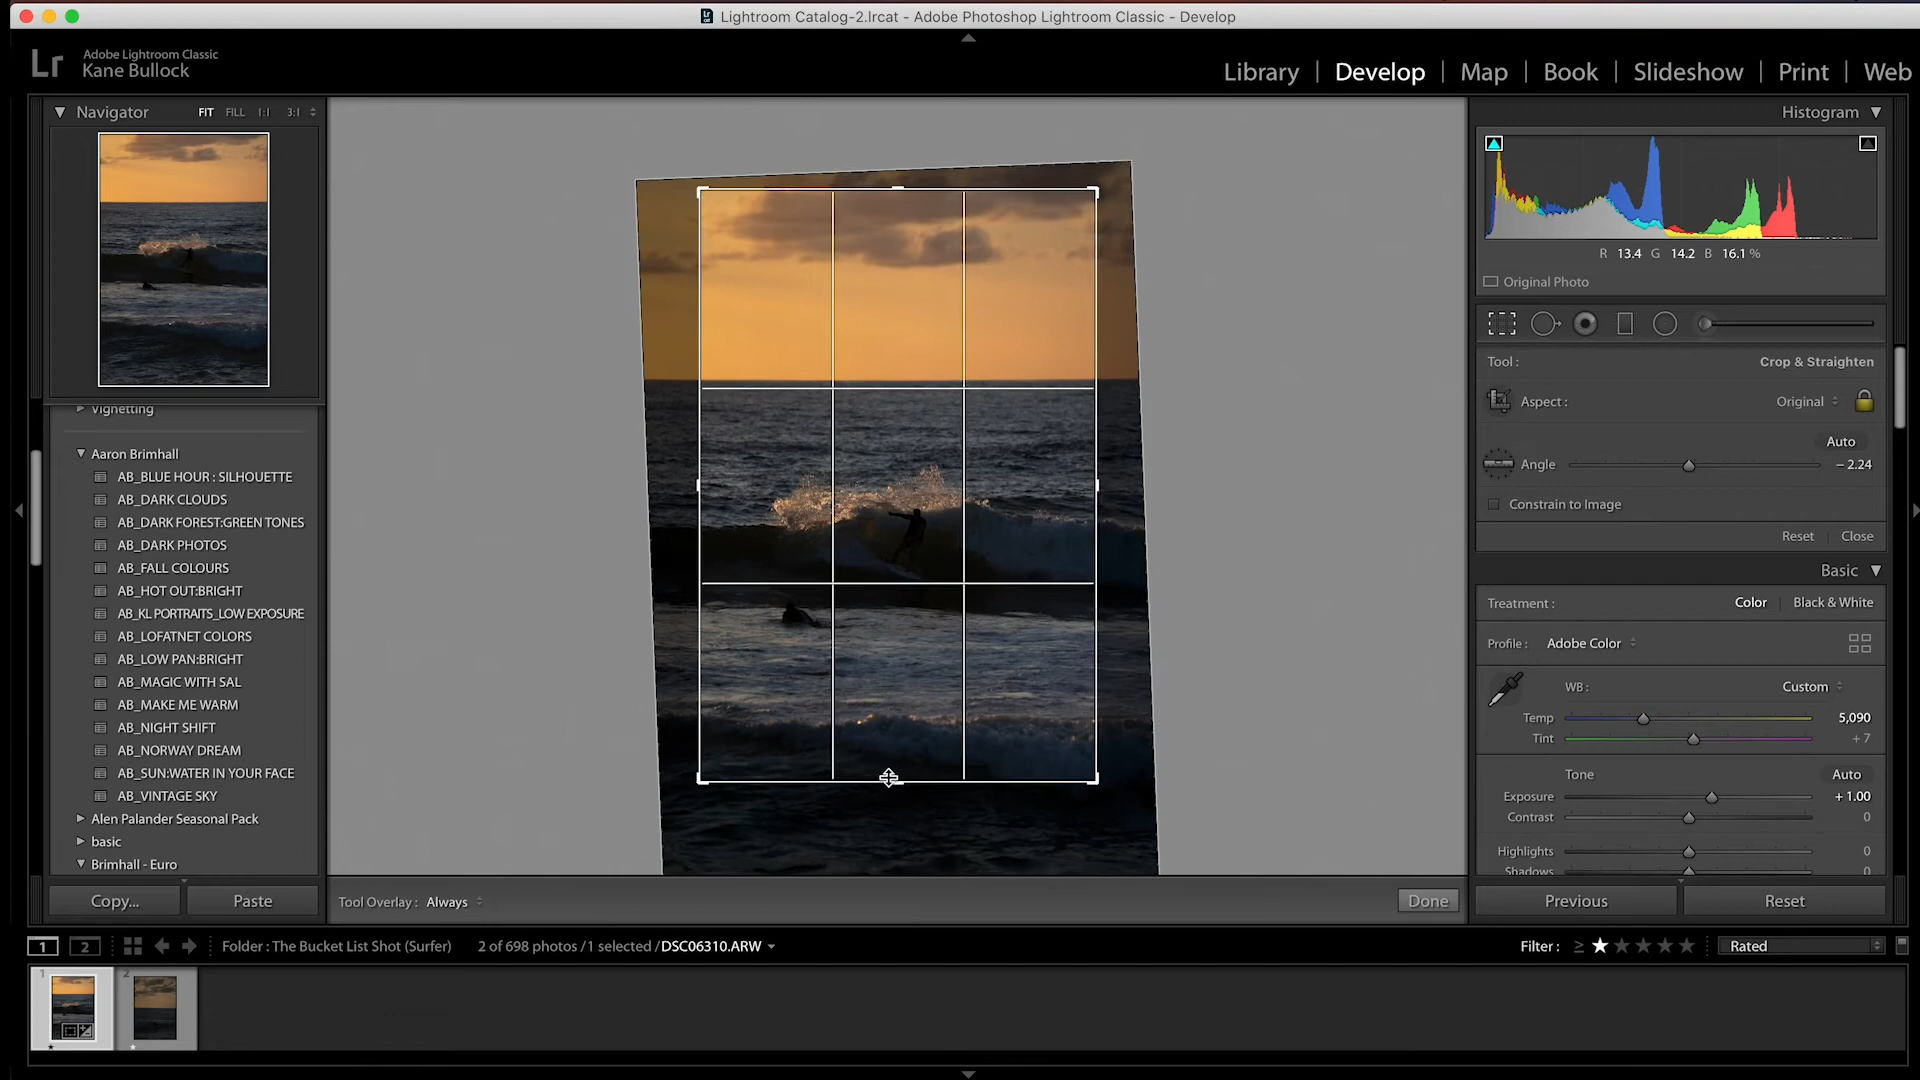 Lightroom Catalog-2.lrcat - Adobe Photoshop Lightroom Classic - Develop
Lr
Adobe Lightroom Classic
Kane Bullock
Library | Develop | Map | Book | Slideshow | Print | Web
Navigator FIT FILL 1:1 3:1
Histogram
R 13.4 G 14.2 B 16.1 %
Original Photo
Tool : Crop & Straighten
Aspect : Original
Auto
Angle - 2.24
Constrain to Image
Reset Close
Basic
Treatment : Color Black & White
Profile : Adobe Color
WB : Custom
Temp 5,090
Tint + 7
Tone Auto
Exposure + 1.00
Contrast 0
Highlights 0
Shadows
Previous Reset
Vignetting
Aaron Brimhall
AB_BLUE HOUR : SILHOUETTE
AB_DARK CLOUDS
AB_DARK FOREST:GREEN TONES
AB_DARK PHOTOS
AB_FALL COLOURS
AB_HOT OUT:BRIGHT
AB_KL PORTRAITS_LOW EXPOSURE
AB_LOFATNET COLORS
AB_LOW PAN:BRIGHT
AB_MAGIC WITH SAL
AB_MAKE ME WARM
AB_NIGHT SHIFT
AB_NORWAY DREAM
AB_SUN:WATER IN YOUR FACE
AB_VINTAGE SKY
Alen Palander Seasonal Pack
basic
Brimhall - Euro
Copy... Paste
Tool Overlay : Always Done
1 2 Folder : The Bucket List Shot (Surfer) 2 of 698 photos / 1 selected / DSC06310.ARW Filter : ≥ Rated
1 2